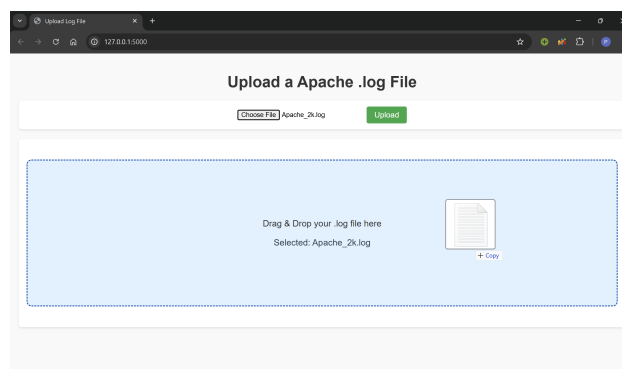 Upload Log File
127.0.0.1:5000
Upload a Apache .log File
Choose File Apache_2k.log Upload
Drag & Drop your .log file here
Selected: Apache_2k.log
+ Copy